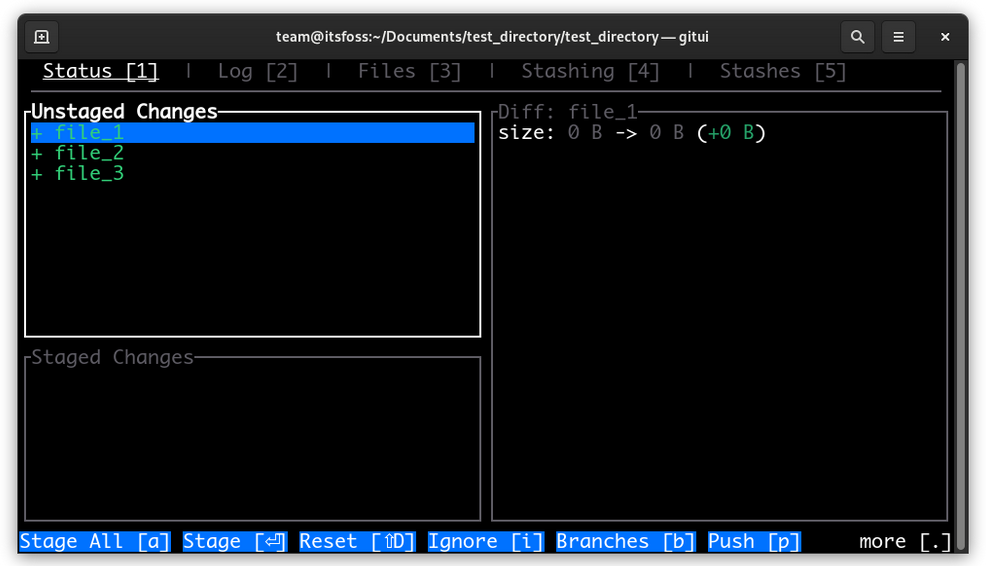 team@itsfoss:~/Documents/test_directory/test_directory — gitui
Status [1] | Log [2] | Files [3] | Stashing [4] | Stashes [5]
Unstaged Changes
+ file_1
+ file_2
+ file_3
Staged Changes
Diff: file_1
size: 0 B -> 0 B (+0 B)
Stage All [a] Stage [⏎] Reset [⇧D] Ignore [i] Branches [b] Push [p] more [.]